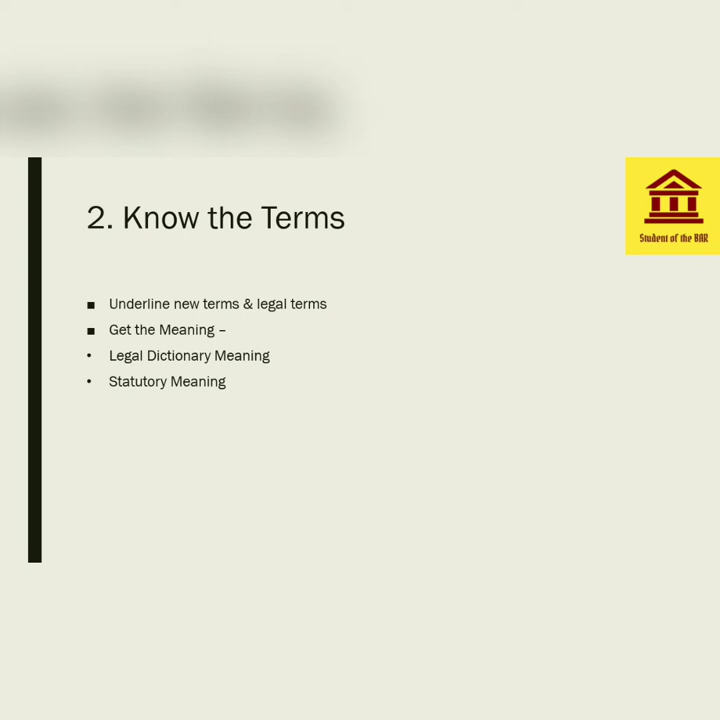 2. Know the Terms
Student of the BAR
■ Underline new terms & legal terms
■ Get the Meaning –
• Legal Dictionary Meaning
• Statutory Meaning